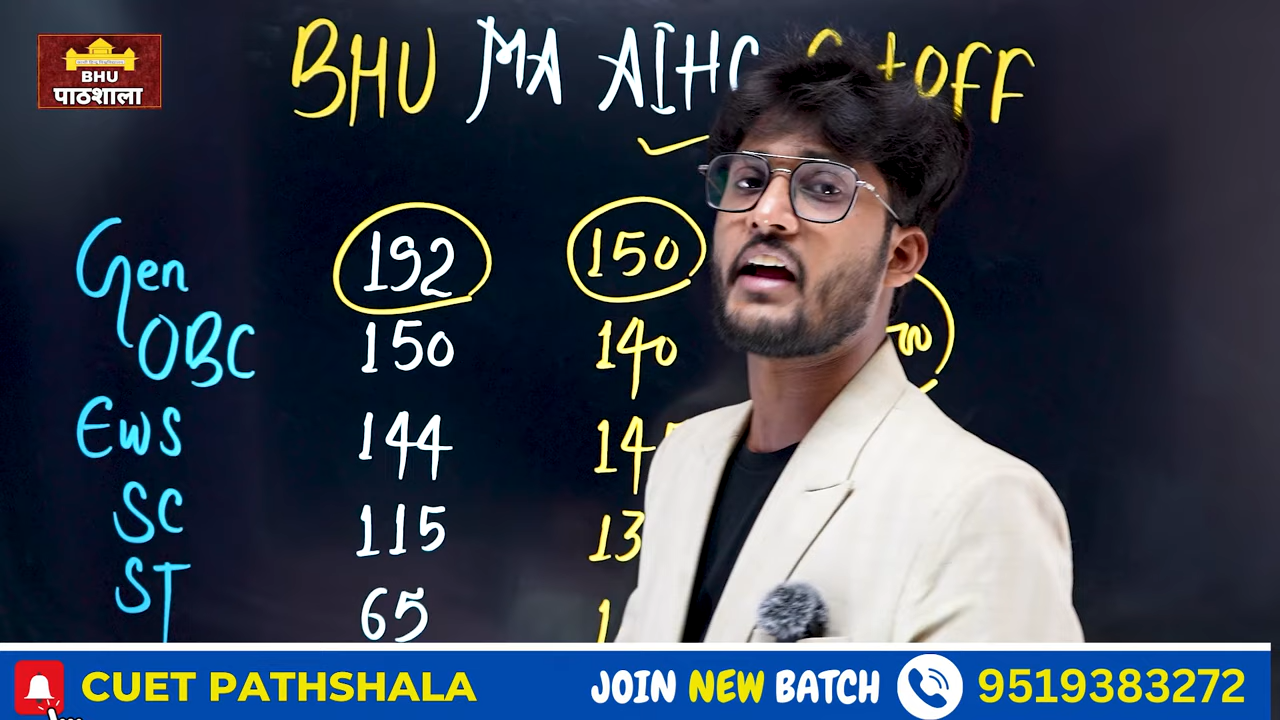 BHU
पाठशाला
BHU MA AIHC CutoFF
Gen 192 150
OBC 150 140
EWS 144
SC 115
ST 65
CUET PATHSHALA
JOIN NEW BATCH
9519383272